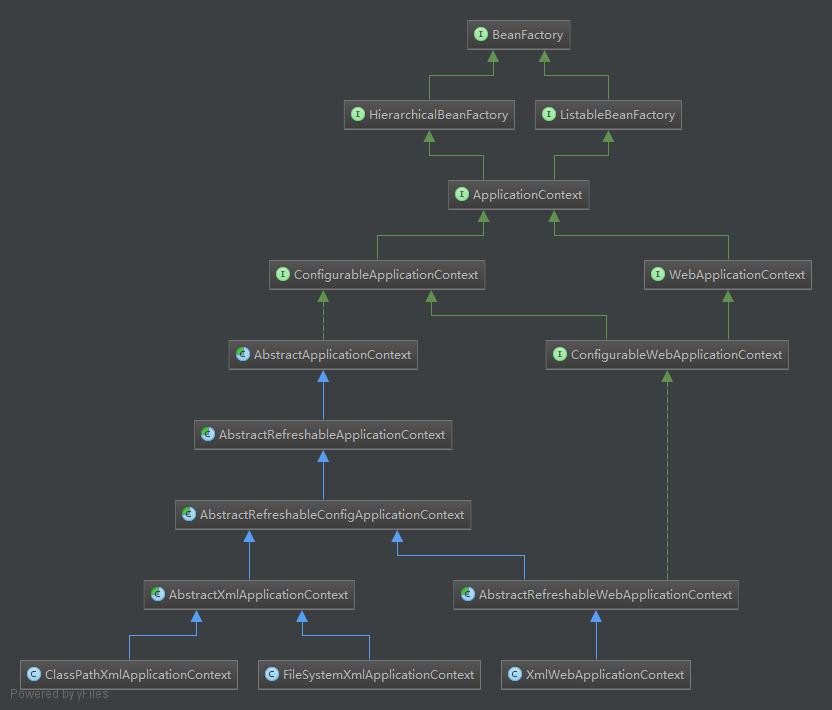 I BeanFactory
I HierarchicalBeanFactory
I ListableBeanFactory
I ApplicationContext
I ConfigurableApplicationContext
I WebApplicationContext
C AbstractApplicationContext
I ConfigurableWebApplicationContext
C AbstractRefreshableApplicationContext
C AbstractRefreshableConfigApplicationContext
C AbstractXmlApplicationContext
C AbstractRefreshableWebApplicationContext
C ClassPathXmlApplicationContext
C FileSystemXmlApplicationContext
C XmlWebApplicationContext
Powered by yFiles